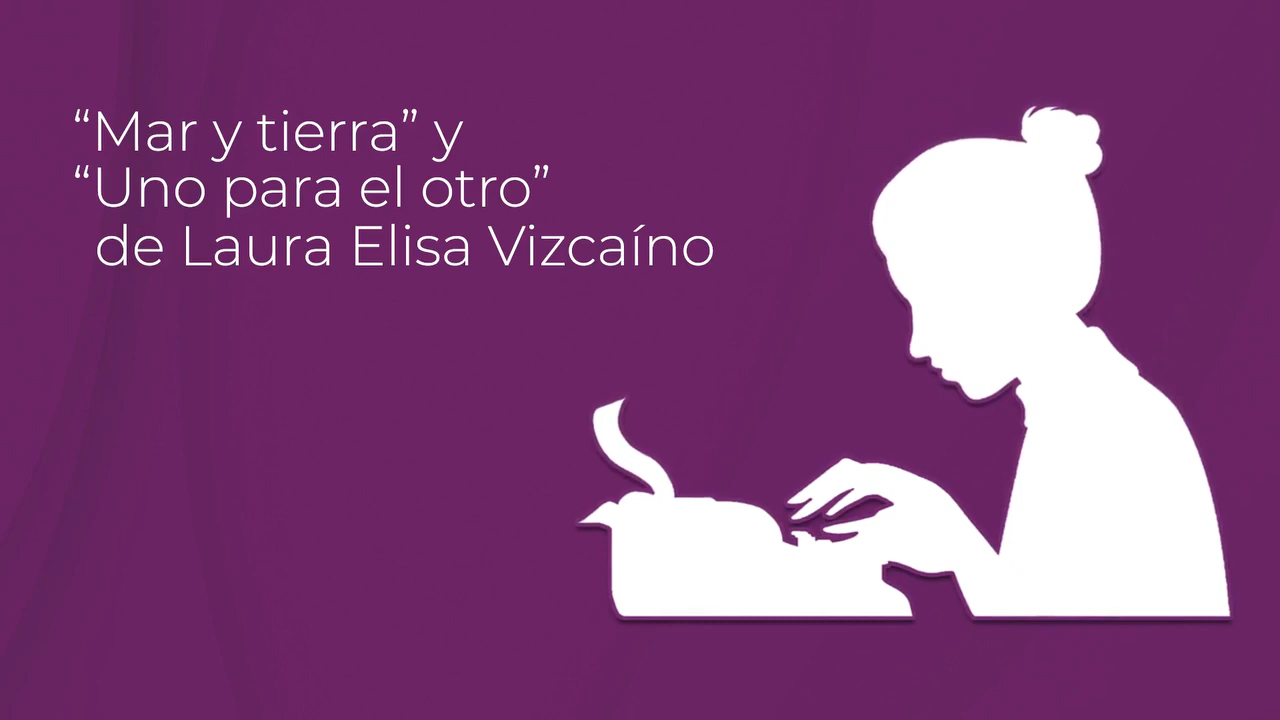 “Mar y tierra” y
“Uno para el otro”
de Laura Elisa Vizcaíno